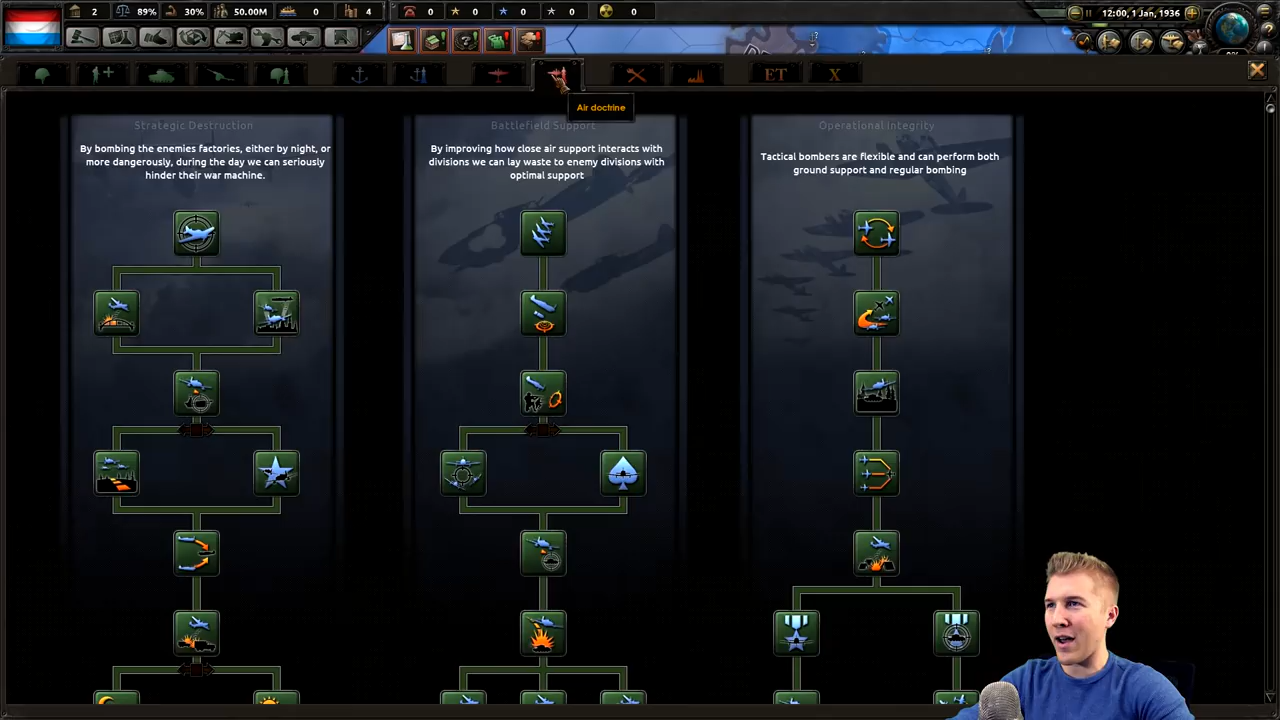 2 89% 30% 50.00M 0 4 0 0 0 0 0 12:00, 1 Jan, 1936
ET X
Air doctrine
Strategic Destruction
By bombing the enemies factories, either by night, or
more dangerously, during the day we can seriously
hinder their war machine.
Battlefield Support
By improving how close air support interacts with
divisions we can lay waste to enemy divisions with
optimal support
Operational Integrity
Tactical bombers are flexible and can perform both
ground support and regular bombing